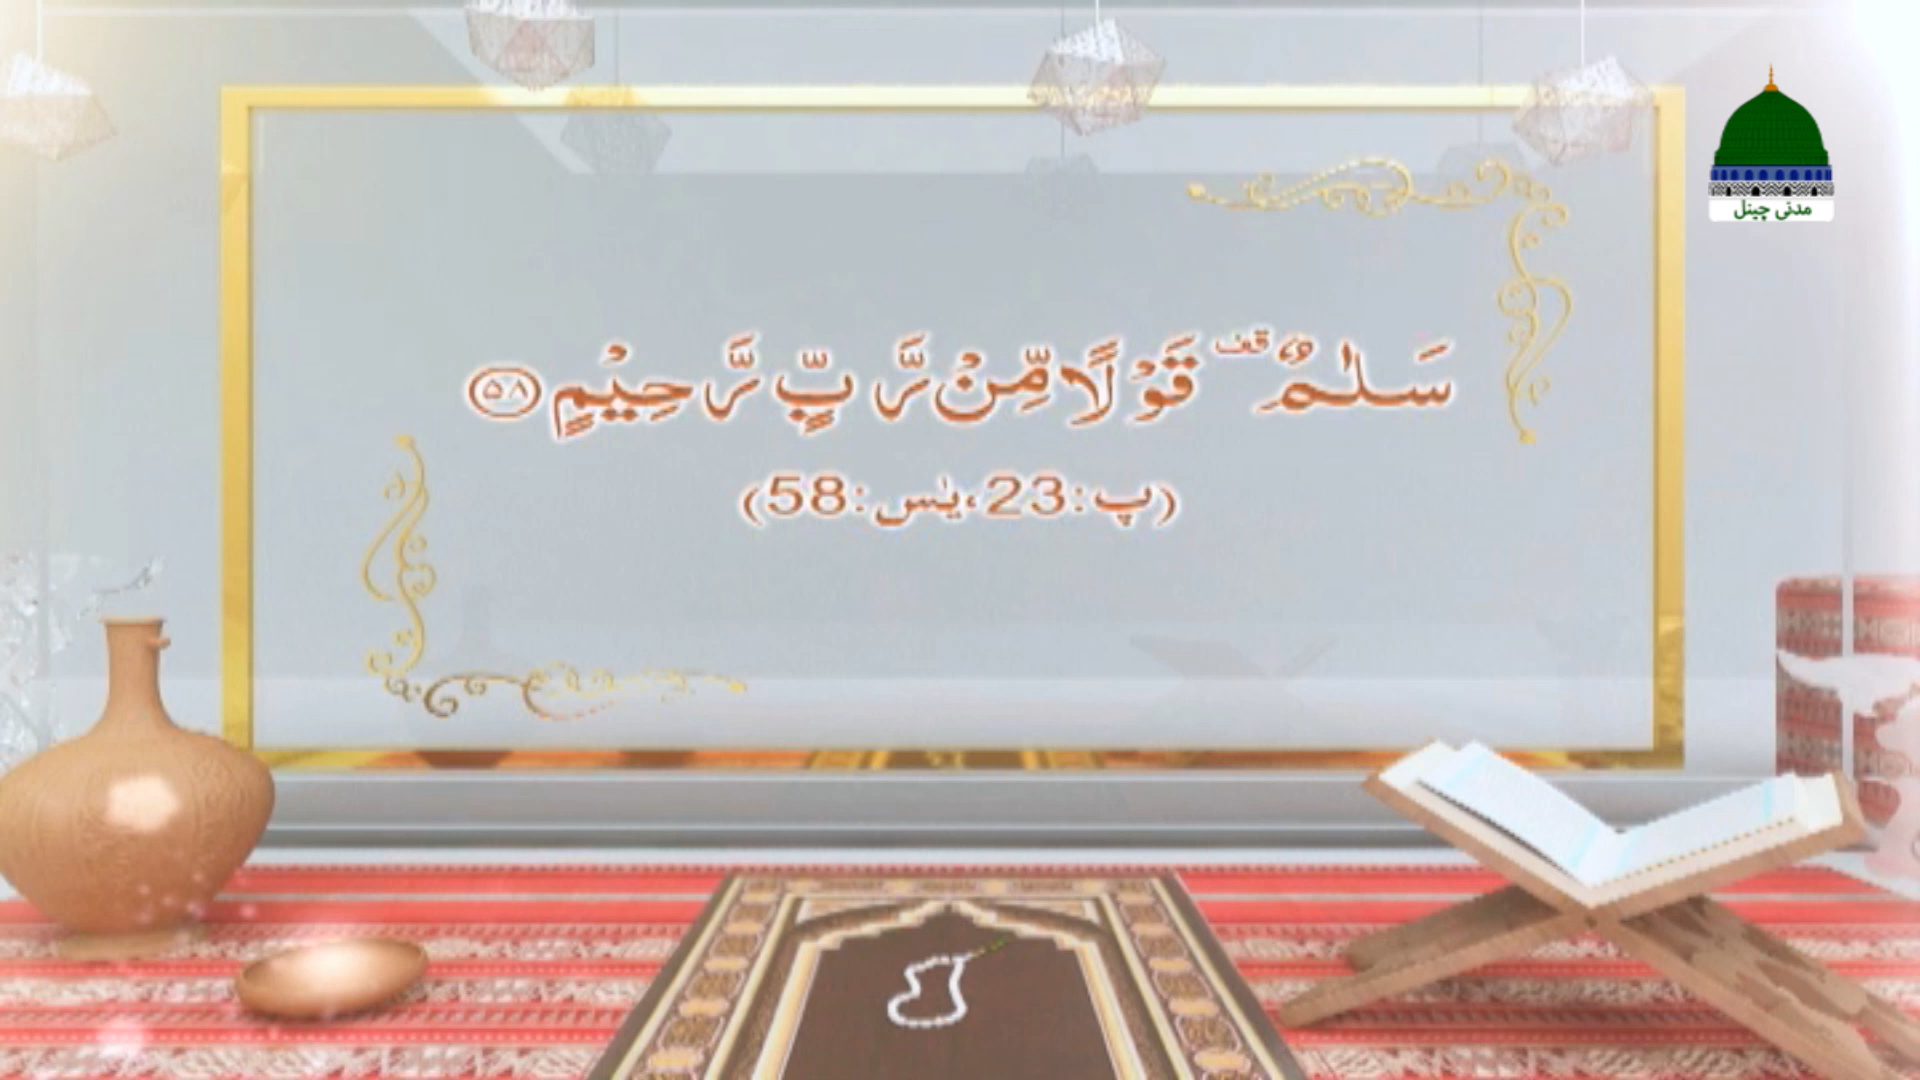 مدنی چینل
سَلٰمٌ ۟ قَوْلًا مِّنْ رَّبٍّ رَّحِیْمٍ ﴿۵۸﴾
(پ:23،یٰس:58)